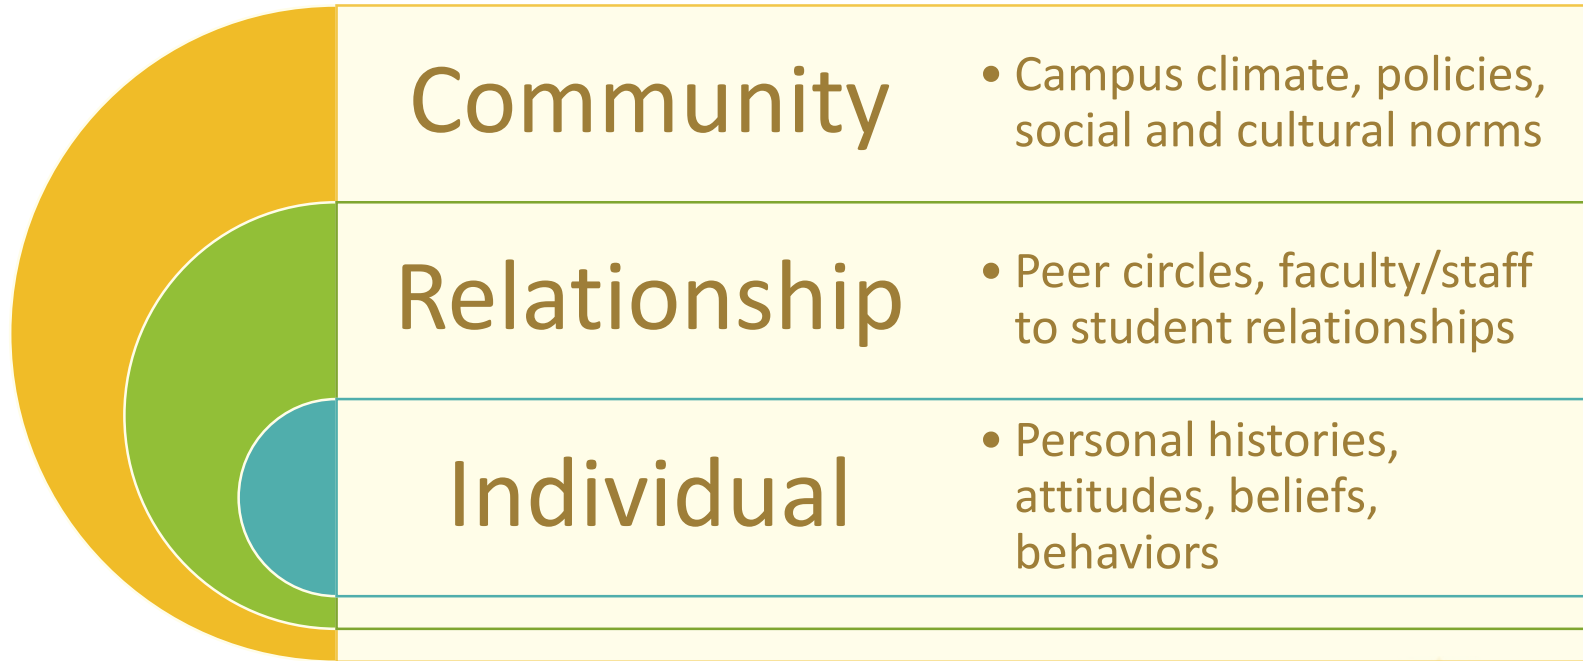 Community
• Campus climate, policies,
social and cultural norms
Relationship
• Peer circles, faculty/staff
to student relationships
Individual
• Personal histories,
attitudes, beliefs,
behaviors